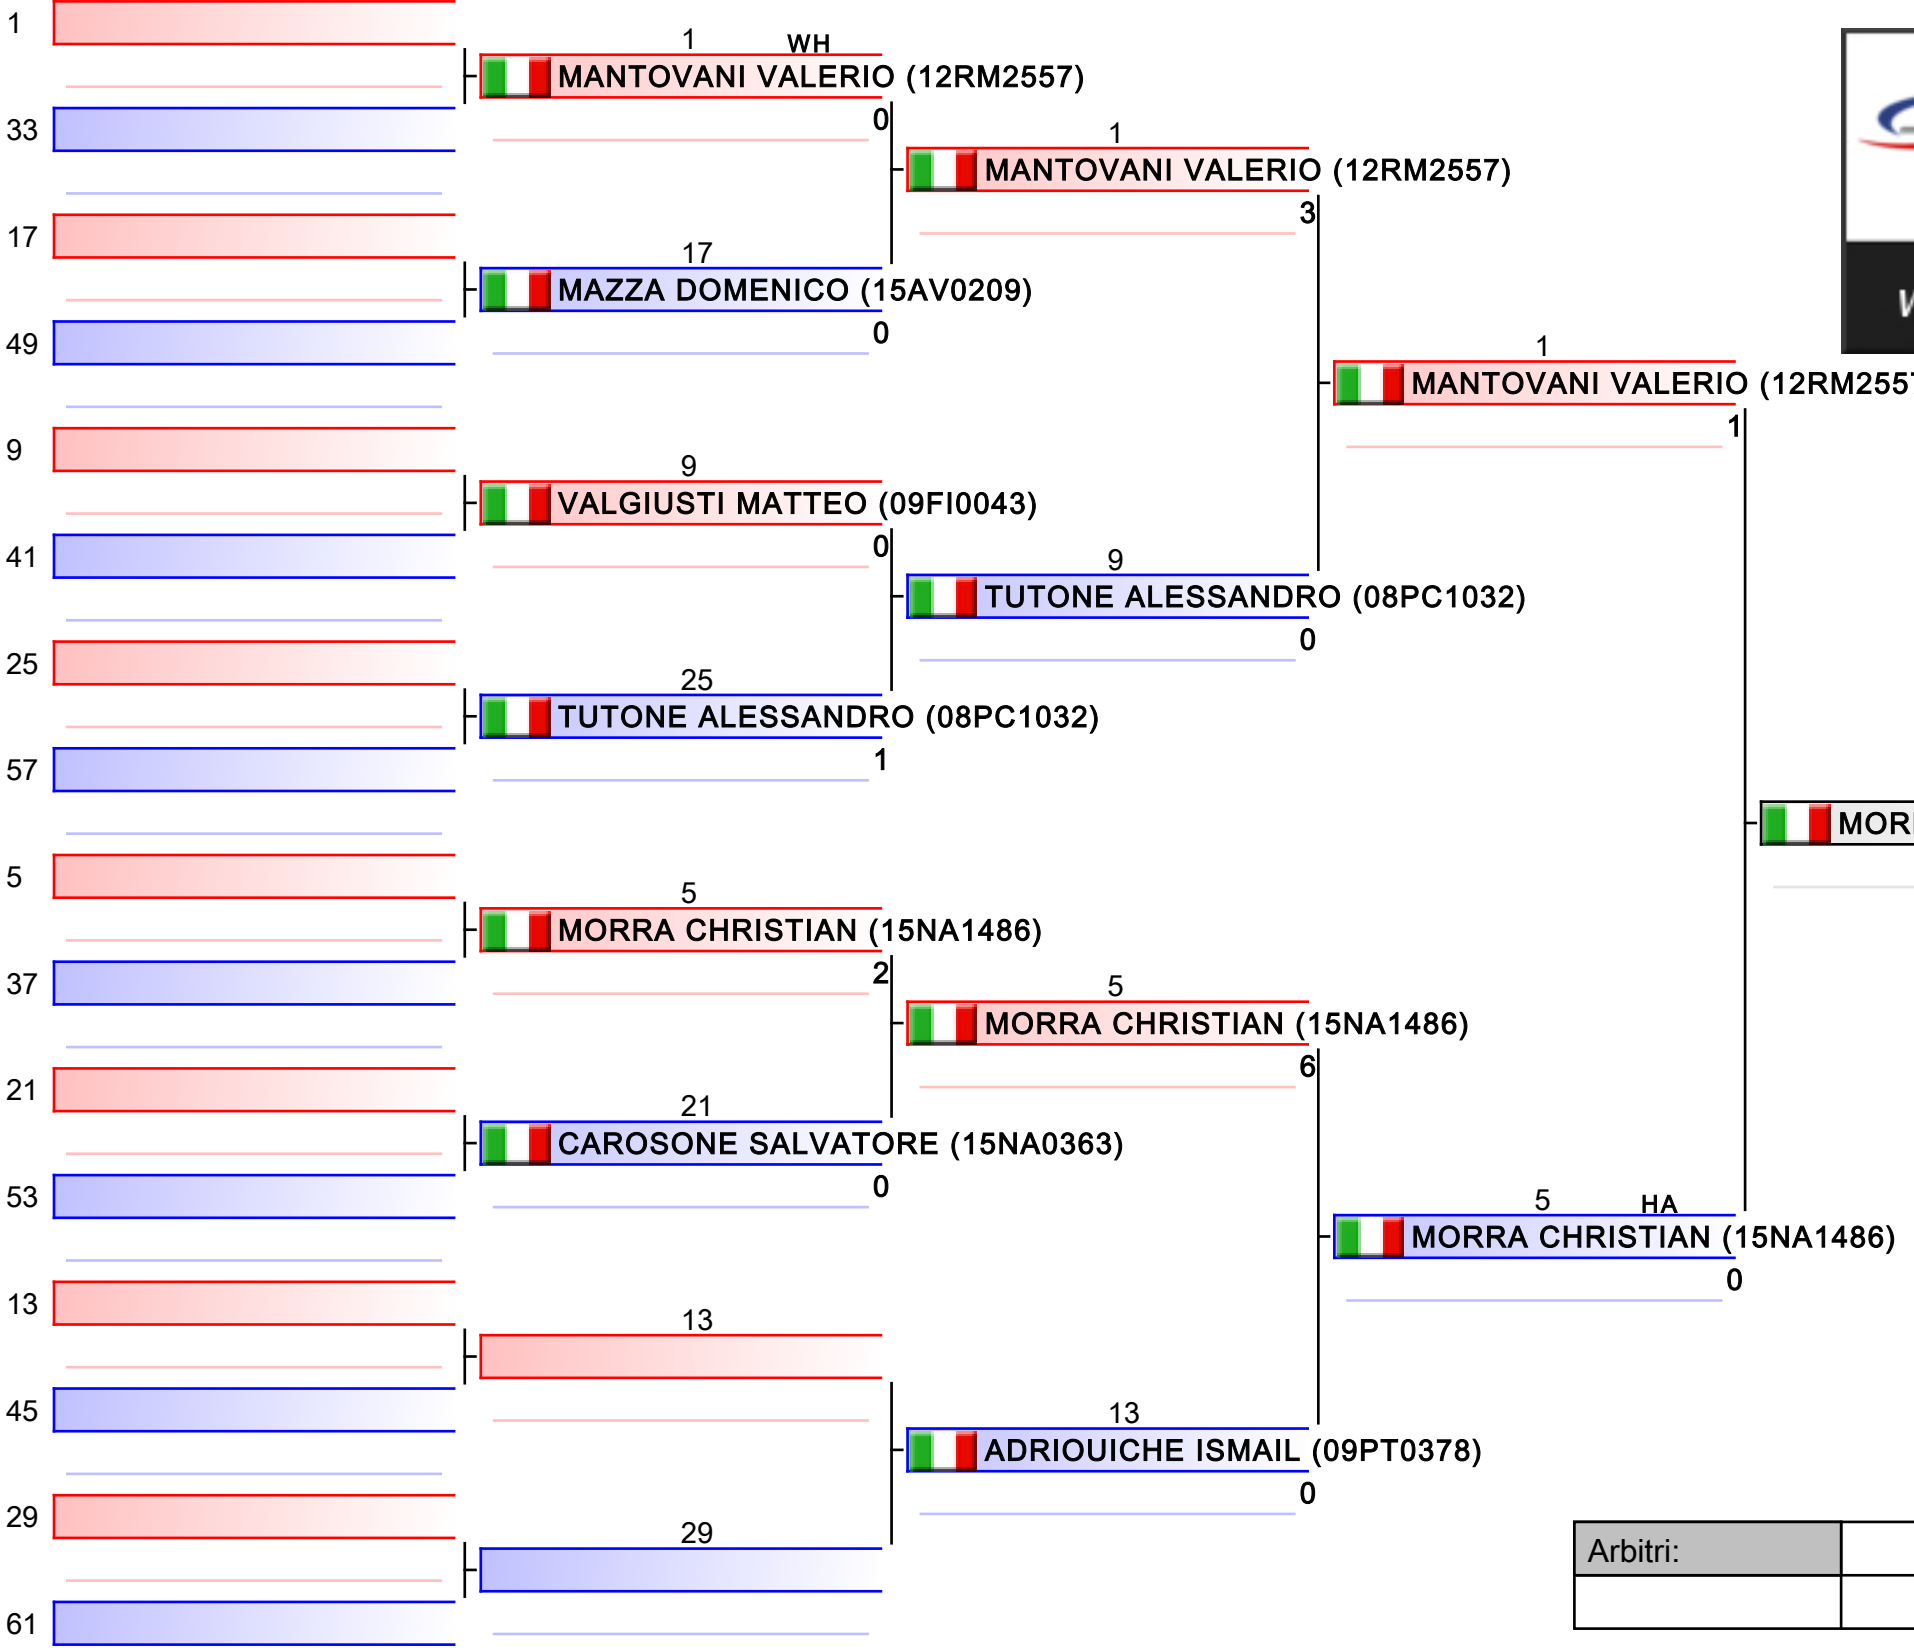 1
33
17
49
9
41
25
57
5
37
21
53
13
45
29
61
1 WH
MANTOVANI VALERIO (12RM2557)
0
17
MAZZA DOMENICO (15AV0209)
0
9
VALGIUSTI MATTEO (09FI0043)
0
25
TUTONE ALESSANDRO (08PC1032)
1
5
MORRA CHRISTIAN (15NA1486)
2
21
CAROSONE SALVATORE (15NA0363)
0
13
29
1
MANTOVANI VALERIO (12RM2557)
3
9
TUTONE ALESSANDRO (08PC1032)
0
5
MORRA CHRISTIAN (15NA1486)
6
13
ADRIOUICHE ISMAIL (09PT0378)
0
1
MANTOVANI VALERIO (12RM255
1
5 HA
MORRA CHRISTIAN (15NA1486)
0
MOR
Arbitri: